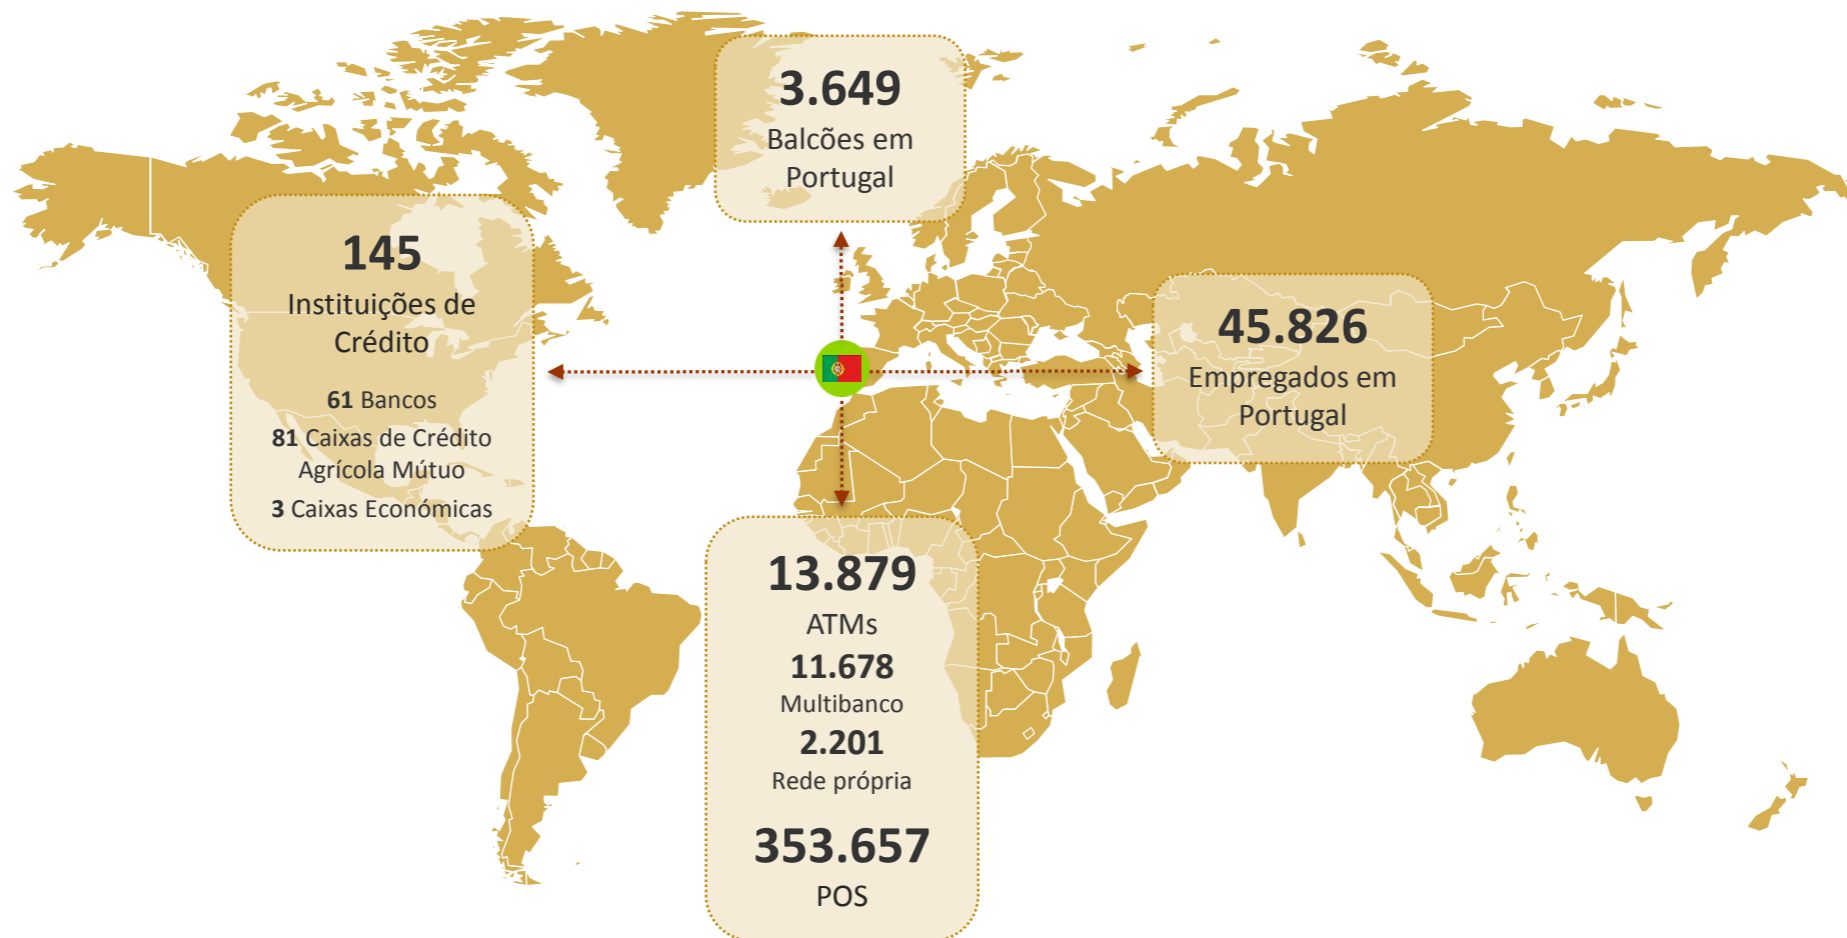 3.649
Balcões em
Portugal
145
Instituições de
Crédito
61 Bancos
81 Caixas de Crédito
Agrícola Mútuo
3 Caixas Económicas
45.826
Empregados em
Portugal
13.879
ATMs
11.678
Multibanco
2.201
Rede própria
353.657
POS